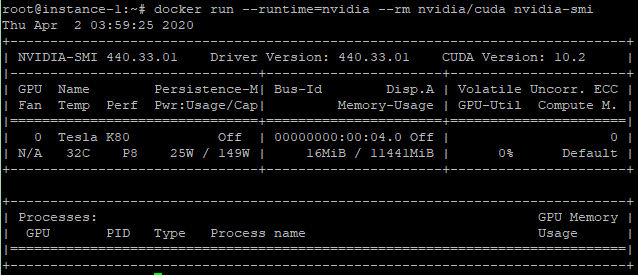 root@instance-1:~# docker run --runtime=nvidia --rm nvidia/cuda nvidia-smi
Thu Apr  2 03:59:25 2020
+-----------------------------------------------------------------------------+
| NVIDIA-SMI 440.33.01    Driver Version: 440.33.01    CUDA Version: 10.2     |
|-------------------------------+----------------------+----------------------+
| GPU  Name        Persistence-M| Bus-Id        Disp.A | Volatile Uncorr. ECC |
| Fan  Temp  Perf  Pwr:Usage/Cap|         Memory-Usage | GPU-Util  Compute M. |
|===============================+======================+======================|
|   0  Tesla K80           Off  | 00000000:00:04.0 Off |                    0 |
| N/A   32C    P8    25W / 149W |     16MiB / 11441MiB |      0%      Default |
+-------------------------------+----------------------+----------------------+

+-----------------------------------------------------------------------------+
| Processes:                                                       GPU Memory |
|  GPU       PID   Type   Process name                             Usage      |
|=============================================================================|
+-----------------------------------------------------------------------------+